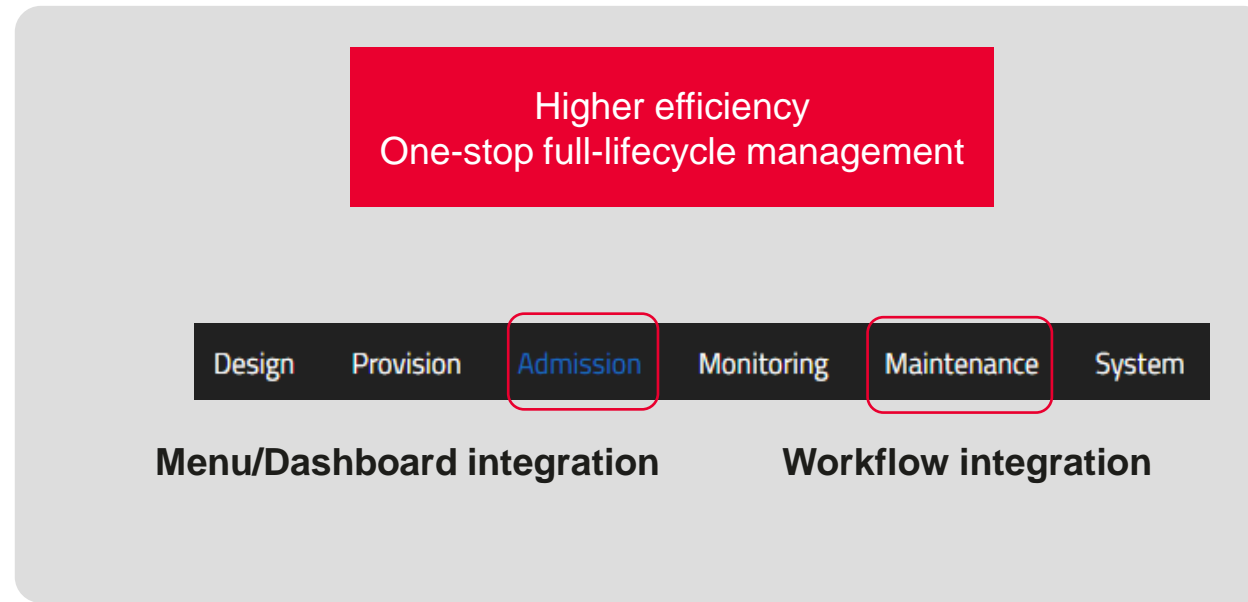 Higher efficiency
One-stop full-lifecycle management
Design Provision Admission Monitoring Maintenance System
Menu/Dashboard integration Workflow integration